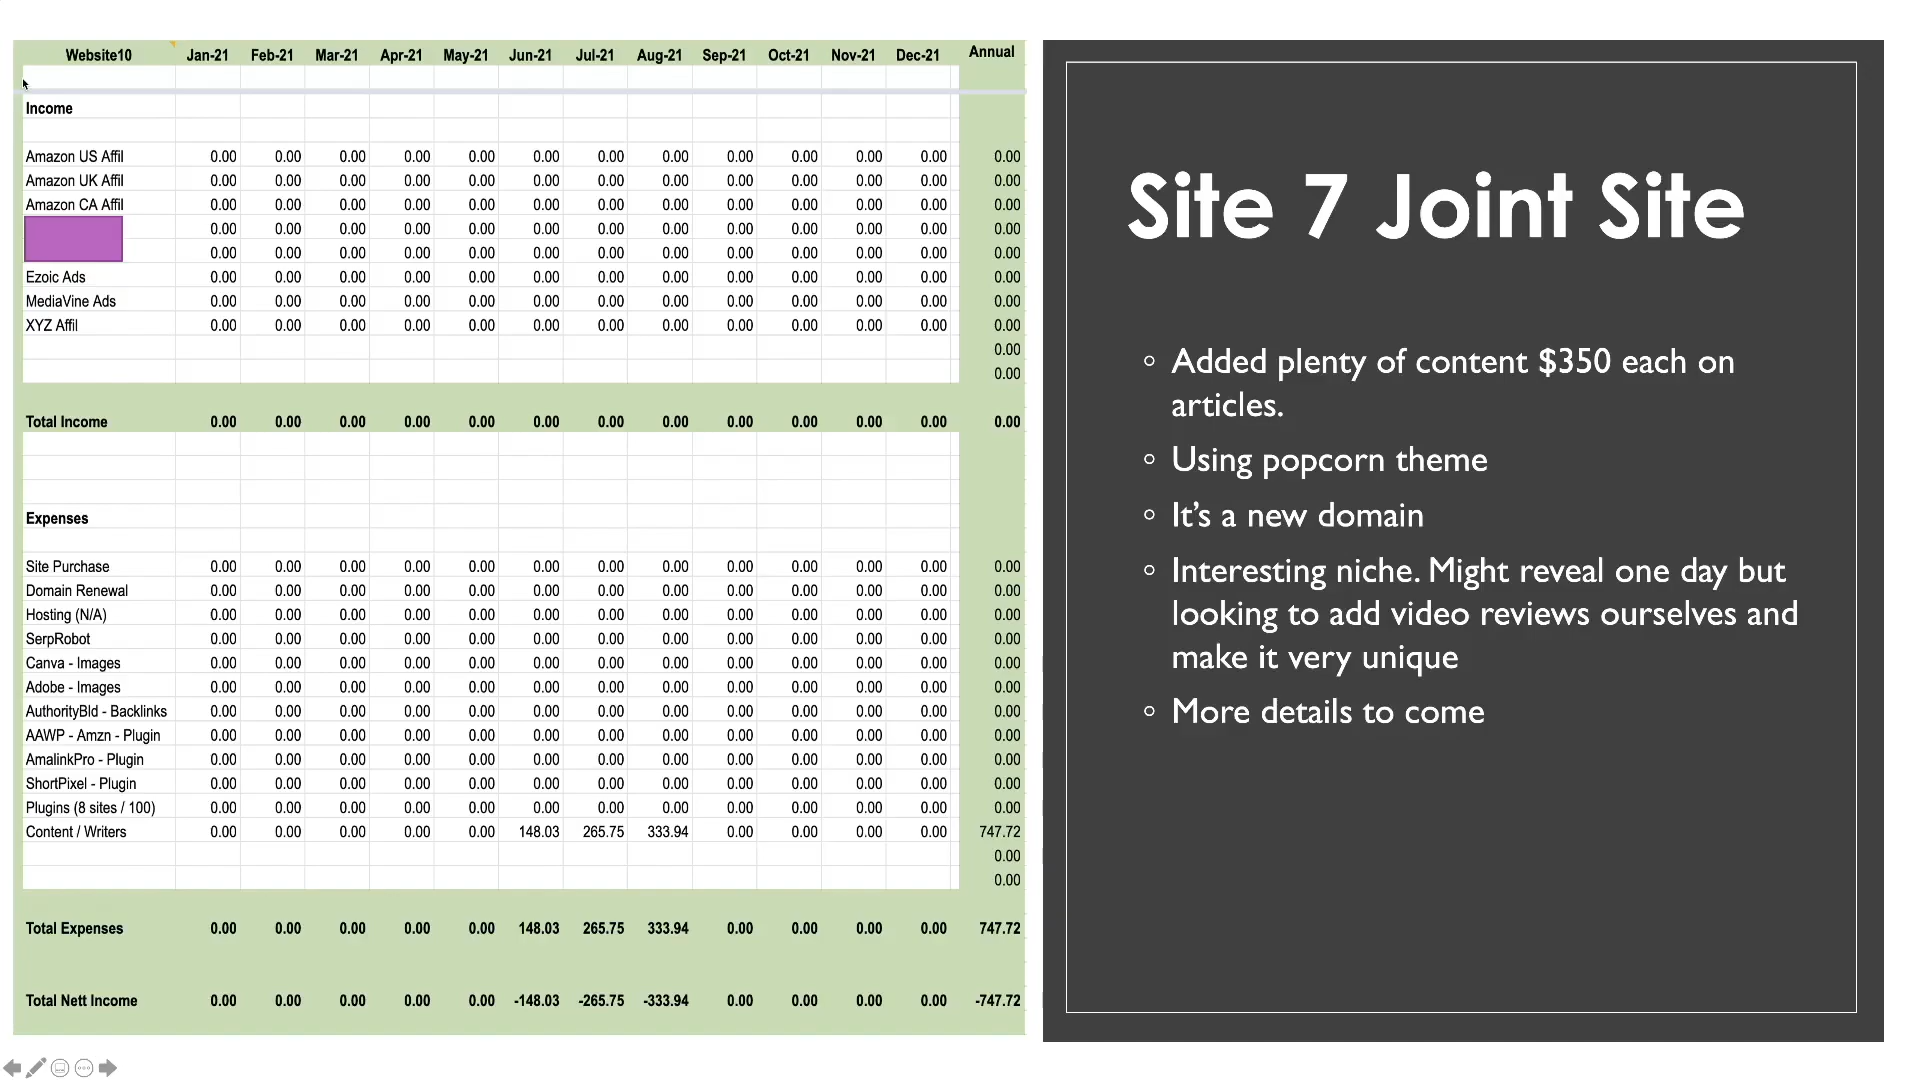 Website10 Jan-21 Feb-21 Mar-21 Apr-21 May-21 Jun-21 Jul-21 Aug-21 Sep-21 Oct-21 Nov-21 Dec-21 Annual
Income
Amazon US Affil 0.00 0.00 0.00 0.00 0.00 0.00 0.00 0.00 0.00 0.00 0.00 0.00 0.00
Amazon UK Affil 0.00 0.00 0.00 0.00 0.00 0.00 0.00 0.00 0.00 0.00 0.00 0.00 0.00
Amazon CA Affil 0.00 0.00 0.00 0.00 0.00 0.00 0.00 0.00 0.00 0.00 0.00 0.00 0.00
0.00 0.00 0.00 0.00 0.00 0.00 0.00 0.00 0.00 0.00 0.00 0.00 0.00
0.00 0.00 0.00 0.00 0.00 0.00 0.00 0.00 0.00 0.00 0.00 0.00 0.00
Ezoic Ads 0.00 0.00 0.00 0.00 0.00 0.00 0.00 0.00 0.00 0.00 0.00 0.00 0.00
MediaVine Ads 0.00 0.00 0.00 0.00 0.00 0.00 0.00 0.00 0.00 0.00 0.00 0.00 0.00
XYZ Affil 0.00 0.00 0.00 0.00 0.00 0.00 0.00 0.00 0.00 0.00 0.00 0.00 0.00
0.00
0.00
Total Income 0.00 0.00 0.00 0.00 0.00 0.00 0.00 0.00 0.00 0.00 0.00 0.00 0.00
Expenses
Site Purchase 0.00 0.00 0.00 0.00 0.00 0.00 0.00 0.00 0.00 0.00 0.00 0.00 0.00
Domain Renewal 0.00 0.00 0.00 0.00 0.00 0.00 0.00 0.00 0.00 0.00 0.00 0.00 0.00
Hosting (N/A) 0.00 0.00 0.00 0.00 0.00 0.00 0.00 0.00 0.00 0.00 0.00 0.00 0.00
SerpRobot 0.00 0.00 0.00 0.00 0.00 0.00 0.00 0.00 0.00 0.00 0.00 0.00 0.00
Canva - Images 0.00 0.00 0.00 0.00 0.00 0.00 0.00 0.00 0.00 0.00 0.00 0.00 0.00
Adobe - Images 0.00 0.00 0.00 0.00 0.00 0.00 0.00 0.00 0.00 0.00 0.00 0.00 0.00
AuthorityBld - Backlinks 0.00 0.00 0.00 0.00 0.00 0.00 0.00 0.00 0.00 0.00 0.00 0.00 0.00
AAWP - Amzn - Plugin 0.00 0.00 0.00 0.00 0.00 0.00 0.00 0.00 0.00 0.00 0.00 0.00 0.00
AmalinkPro - Plugin 0.00 0.00 0.00 0.00 0.00 0.00 0.00 0.00 0.00 0.00 0.00 0.00 0.00
ShortPixel - Plugin 0.00 0.00 0.00 0.00 0.00 0.00 0.00 0.00 0.00 0.00 0.00 0.00 0.00
Plugins (8 sites / 100) 0.00 0.00 0.00 0.00 0.00 0.00 0.00 0.00 0.00 0.00 0.00 0.00 0.00
Content / Writers 0.00 0.00 0.00 0.00 0.00 148.03 265.75 333.94 0.00 0.00 0.00 0.00 747.72
0.00
0.00
Total Expenses 0.00 0.00 0.00 0.00 0.00 148.03 265.75 333.94 0.00 0.00 0.00 0.00 747.72
Total Nett Income 0.00 0.00 0.00 0.00 0.00 -148.03 -265.75 -333.94 0.00 0.00 0.00 0.00 -747.72
Site 7 Joint Site
Added plenty of content $350 each on
articles.
Using popcorn theme
It's a new domain
Interesting niche. Might reveal one day but
looking to add video reviews ourselves and
make it very unique
More details to come